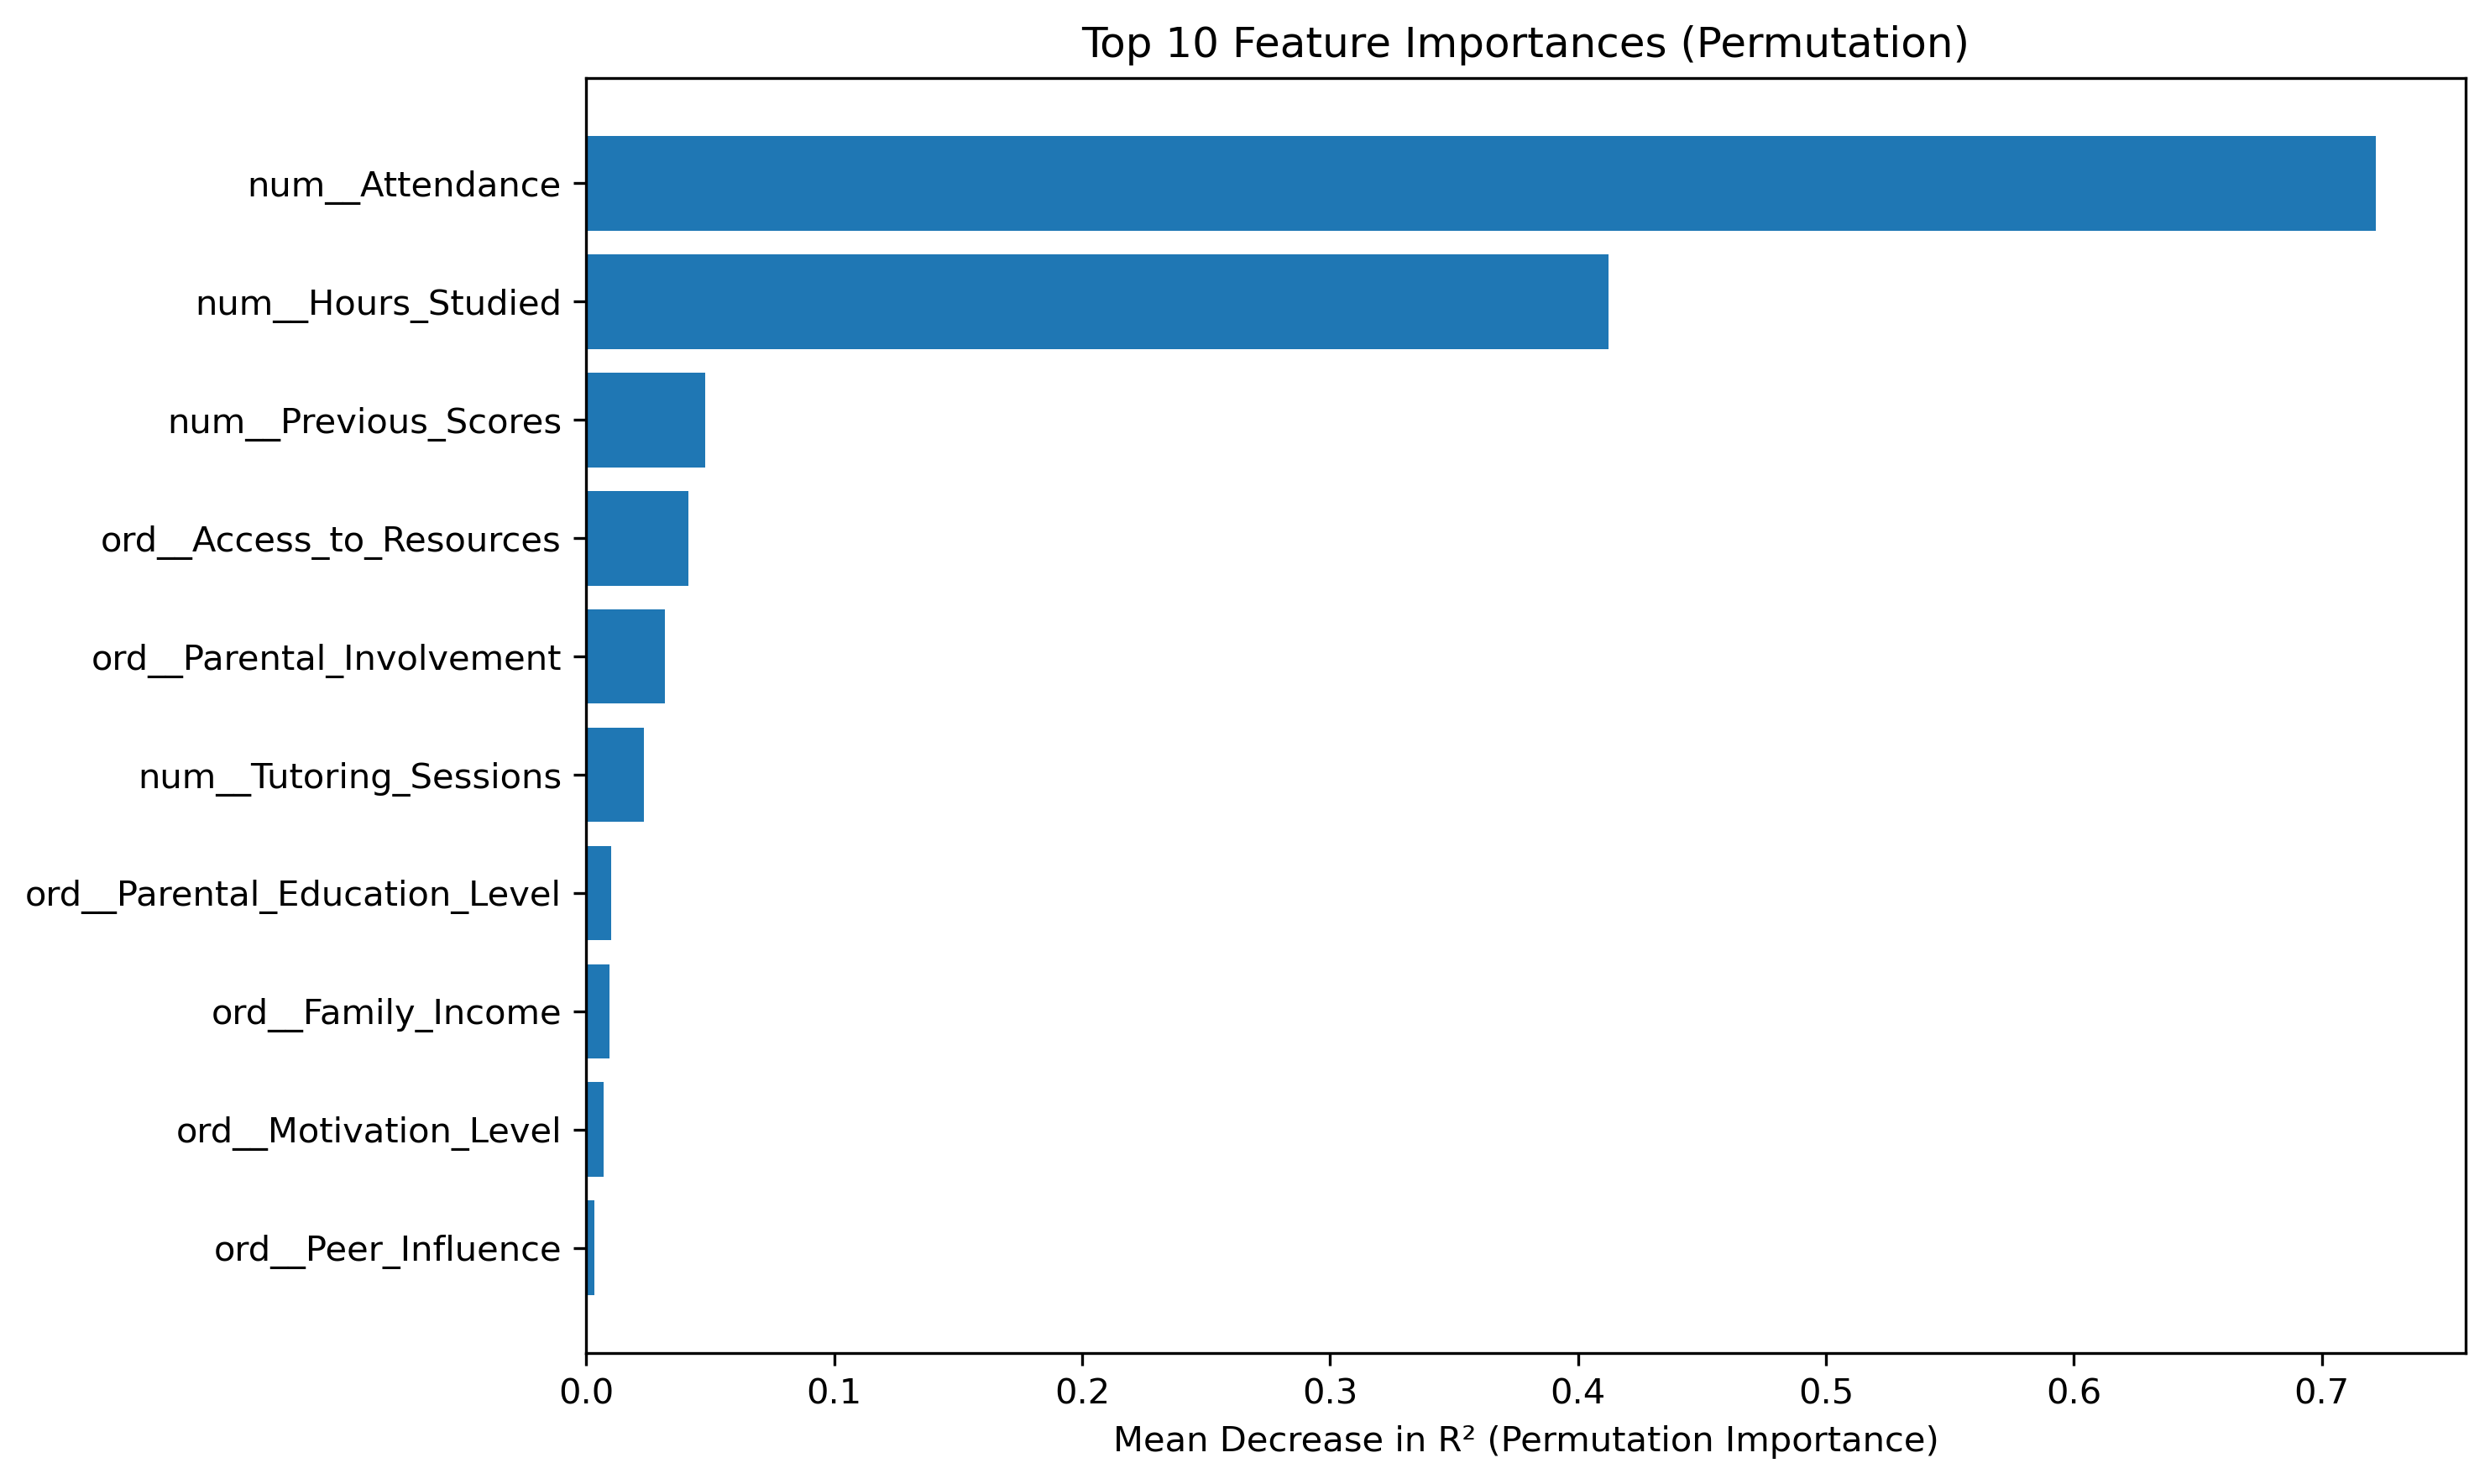 Top 10 Feature Importances (Permutation)
num__Attendance
num__Hours_Studied
num__Previous_Scores
ord__Access_to_Resources
ord__Parental_Involvement
num__Tutoring_Sessions
ord__Parental_Education_Level
ord__Family_Income
ord__Motivation_Level
ord__Peer_Influence
0.0 0.1 0.2 0.3 0.4 0.5 0.6 0.7
Mean Decrease in R² (Permutation Importance)